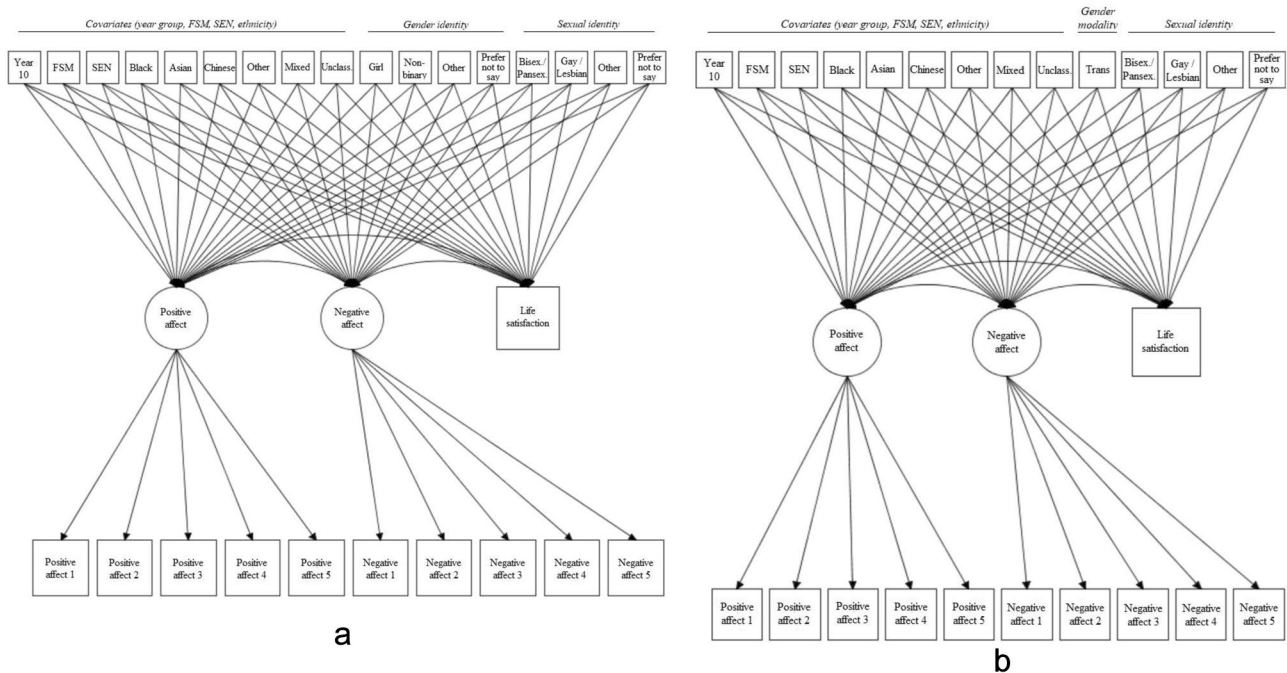 Covariates (year group, FSM, SEN, ethnicity)
Gender identity
Sexual identity
Year
10
FSM
SEN
Black
Asian
Chinese
Other
Mixed
Unclass.
Girl
Non-
binary
Other
Prefer
not to
say
Bisex./
Pansex.
Gay /
Lesbian
Other
Prefer
not to
say
Positive
affect
Negative
affect
Life
satisfaction
Positive
affect 1
Positive
affect 2
Positive
affect 3
Positive
affect 4
Positive
affect 5
Negative
affect 1
Negative
affect 2
Negative
affect 3
Negative
affect 4
Negative
affect 5
a
Covariates (year group, FSM, SEN, ethnicity)
Gender
modality
Sexual identity
Year
10
FSM
SEN
Black
Asian
Chinese
Other
Mixed
Unclass.
Trans
Bisex./
Pansex.
Gay /
Lesbian
Other
Prefer
not to
say
Positive
affect
Negative
affect
Life
satisfaction
Positive
affect 1
Positive
affect 2
Positive
affect 3
Positive
affect 4
Positive
affect 5
Negative
affect 1
Negative
affect 2
Negative
affect 3
Negative
affect 4
Negative
affect 5
b